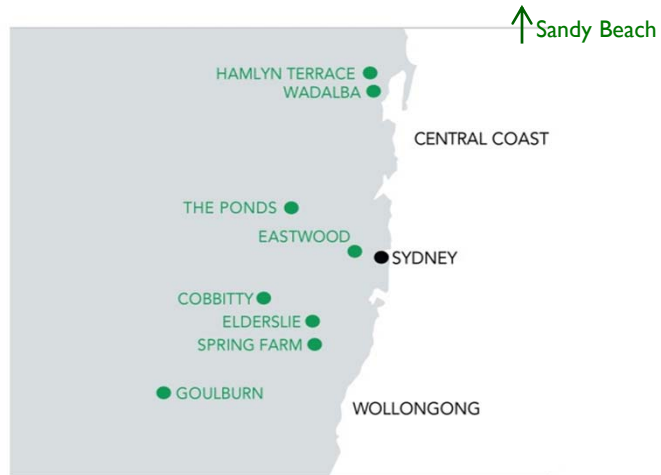 Sandy Beach
HAMLYN TERRACE
WADALBA
CENTRAL COAST
THE PONDS
EASTWOOD
SYDNEY
COBBITTY
ELDERSLIE
SPRING FARM
GOULBURN
WOLLONGONG